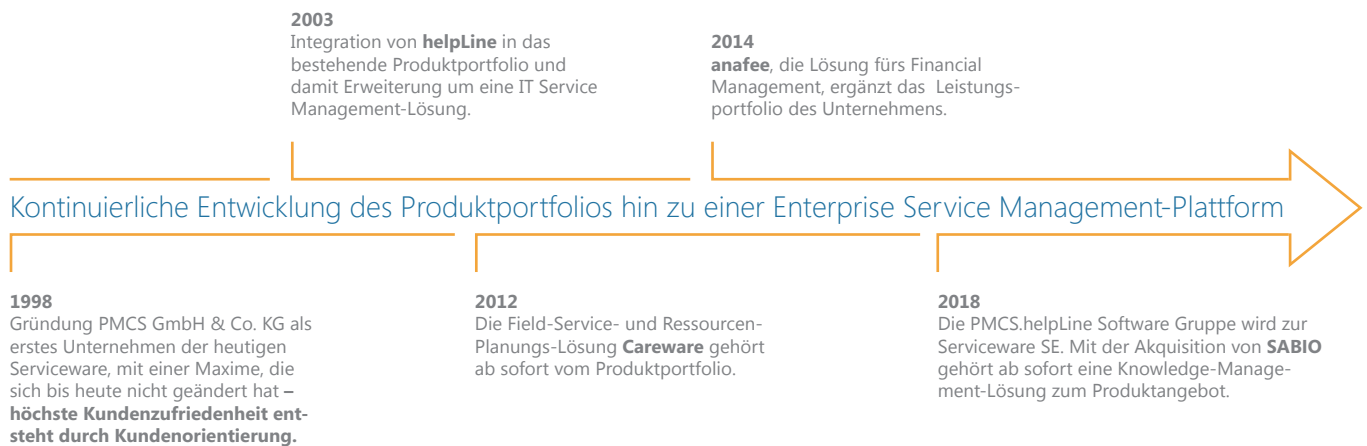 2003
Integration von helpLine in das
bestehende Produktportfolio und
damit Erweiterung um eine IT Service
Management-Lösung.
2014
anafee, die Lösung fürs Financial
Management, ergänzt das Leistungs-
portfolio des Unternehmens.
Kontinuierliche Entwicklung des Produktportfolios hin zu einer Enterprise Service Management-Plattform
1998
Gründung PMCS GmbH & Co. KG als
erstes Unternehmen der heutigen
Serviceware, mit einer Maxime, die
sich bis heute nicht geändert hat –
höchste Kundenzufriedenheit ent-
steht durch Kundenorientierung.
2012
Die Field-Service- und Ressourcen-
Planungs-Lösung Careware gehört
ab sofort vom Produktportfolio.
2018
Die PMCS.helpLine Software Gruppe wird zur
Serviceware SE. Mit der Akquisition von SABIO
gehört ab sofort eine Knowledge-Manage-
ment-Lösung zum Produktangebot.